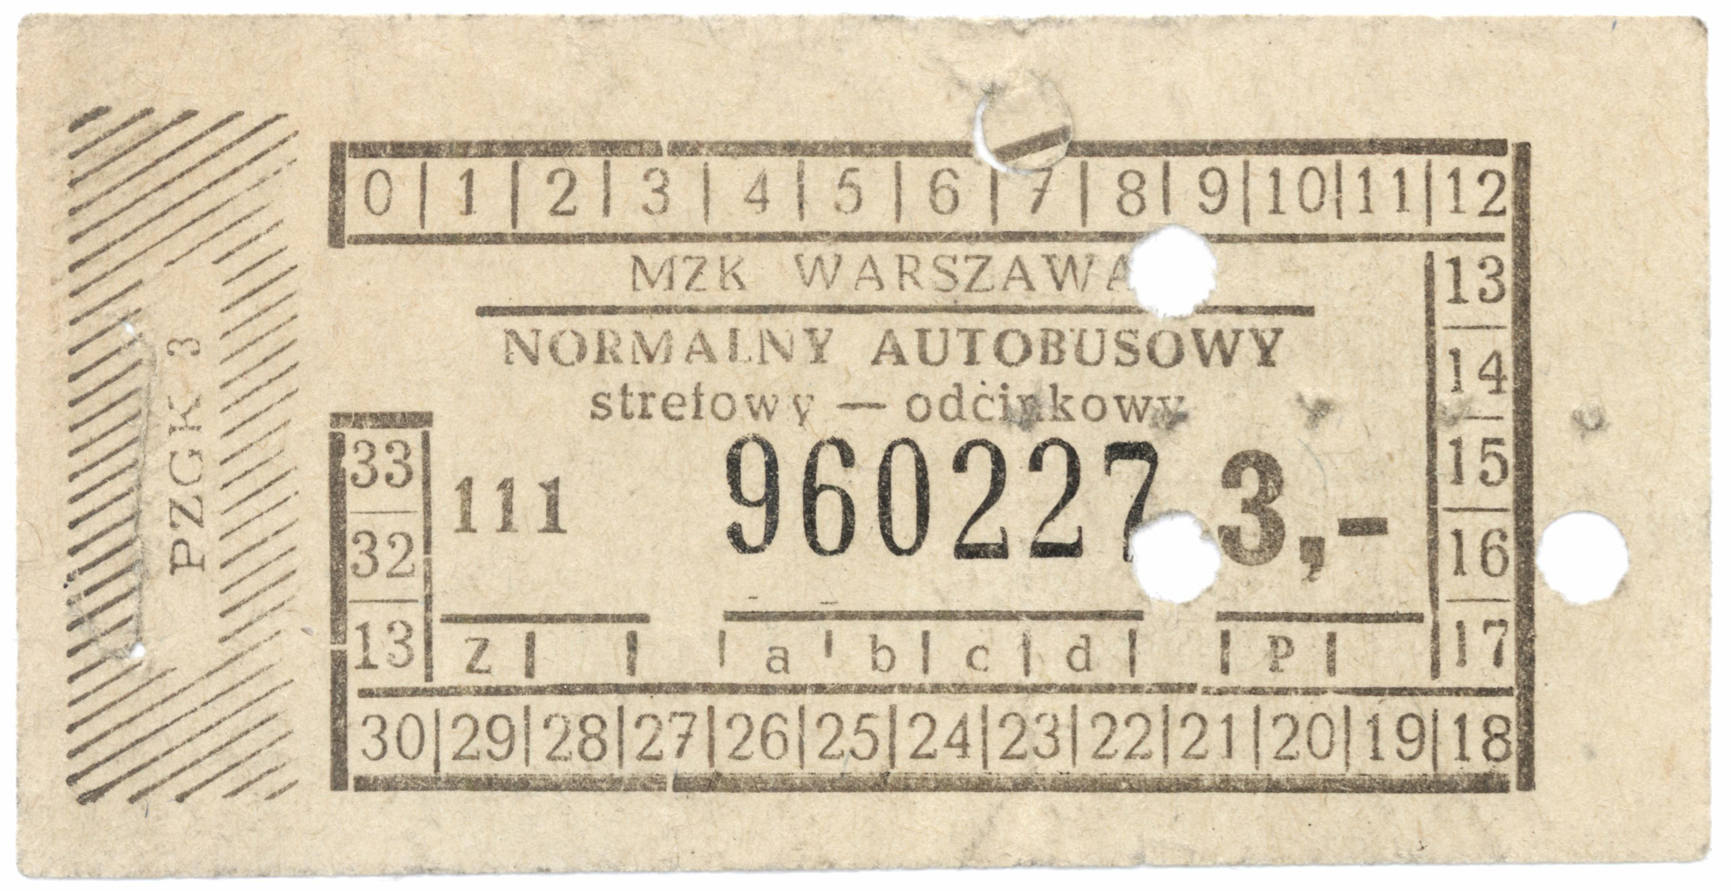 0 | 1 | 2 | 3 | 4 | 5 | 6 | 7 | 8 | 9 | 10 | 11 | 12
MZK WARSZAWA
NORMALNY AUTOBUSOWY
strefowy — odcinkowy
111 960227 3,-
13
14
15
16
17
33
32
13
Z | | | a | b | c | d | | P |
30 | 29 | 28 | 27 | 26 | 25 | 24 | 23 | 22 | 21 | 20 | 19 | 18
PZGK 3